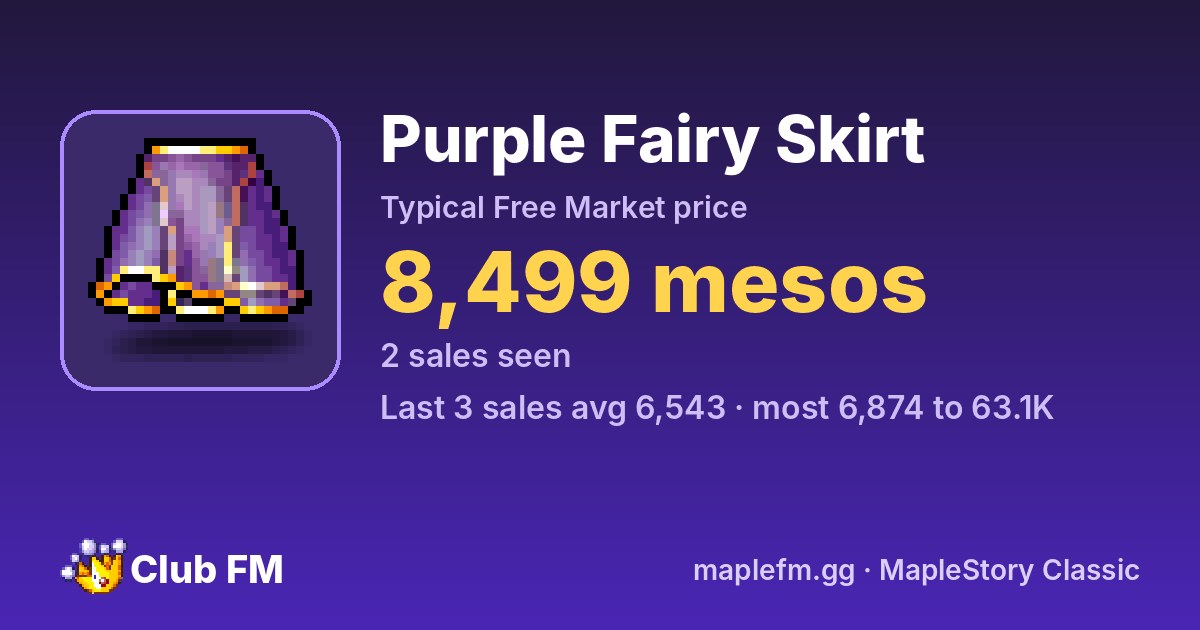 Purple Fairy Skirt
Typical Free Market price
8,499 mesos
2 sales seen
Last 3 sales avg 6,543 · most 6,874 to 63.1K
Club FM
maplefm.gg · MapleStory Classic